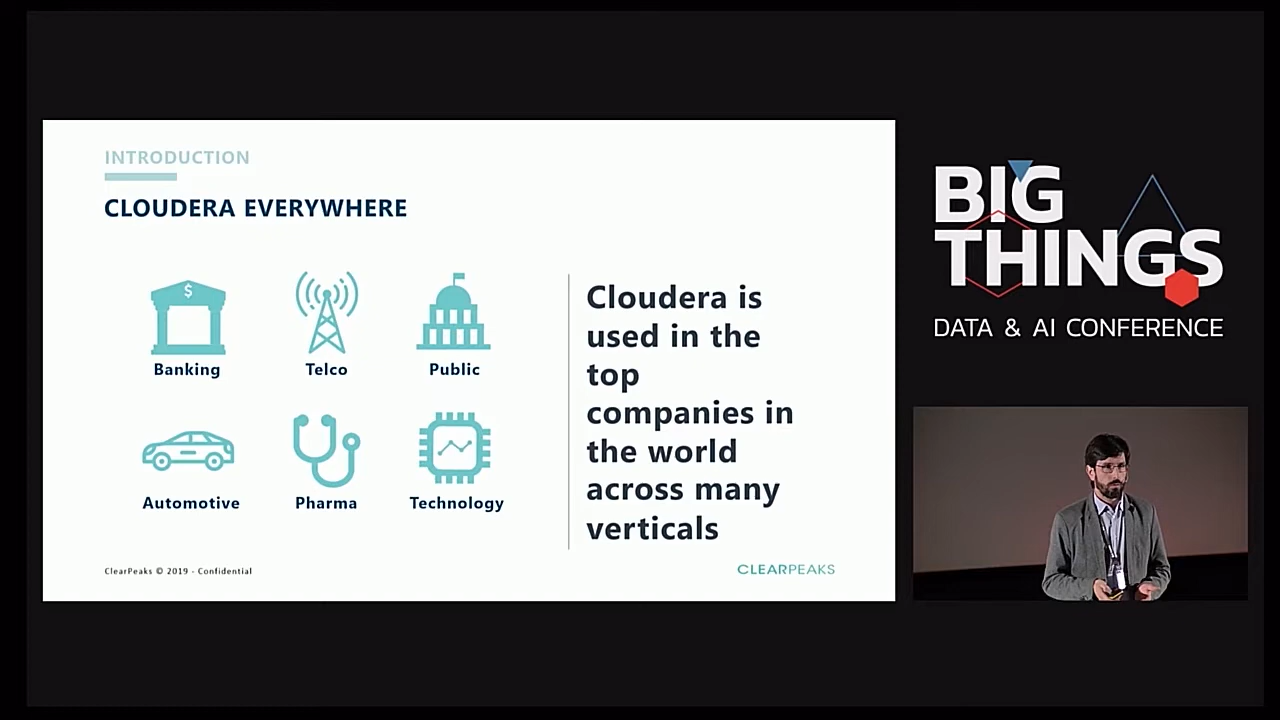 INTRODUCTION
CLOUDERA EVERYWHERE
$
Banking
Telco
Public
Automotive
Pharma
Technology
Cloudera is
used in the
top
companies in
the world
across many
verticals
ClearPeaks © 2019 - Confidential
CLEARPEAKS
BIG
THINGS
DATA & AI CONFERENCE